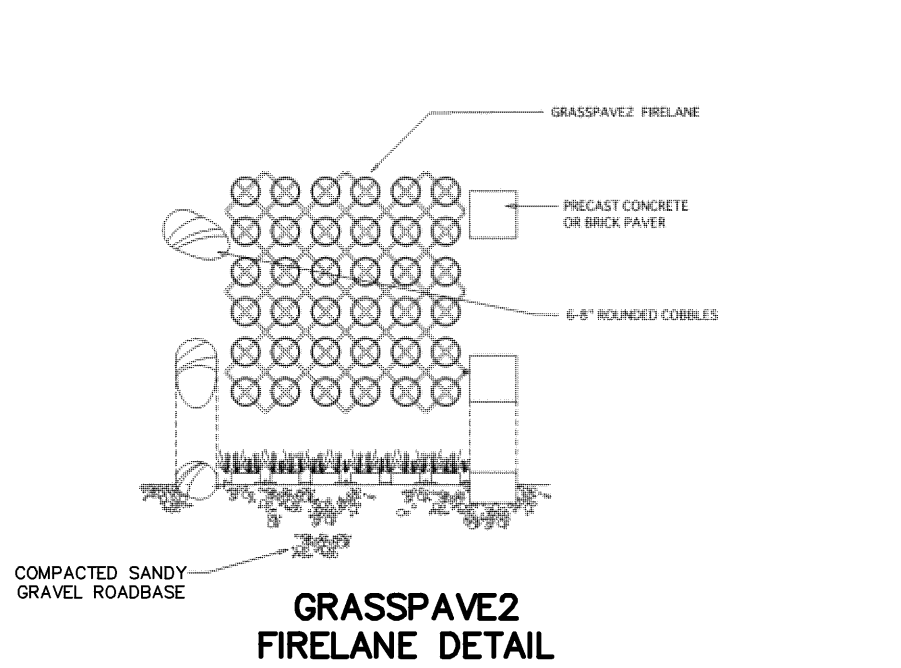 GRASSPAVE2 FIRELANE
PRECAST CONCRETE
OR BRICK PAVER
6-8" ROUNDED COBBLES
COMPACTED SANDY
GRAVEL ROADBASE
GRASSPAVE2
FIRELANE DETAIL